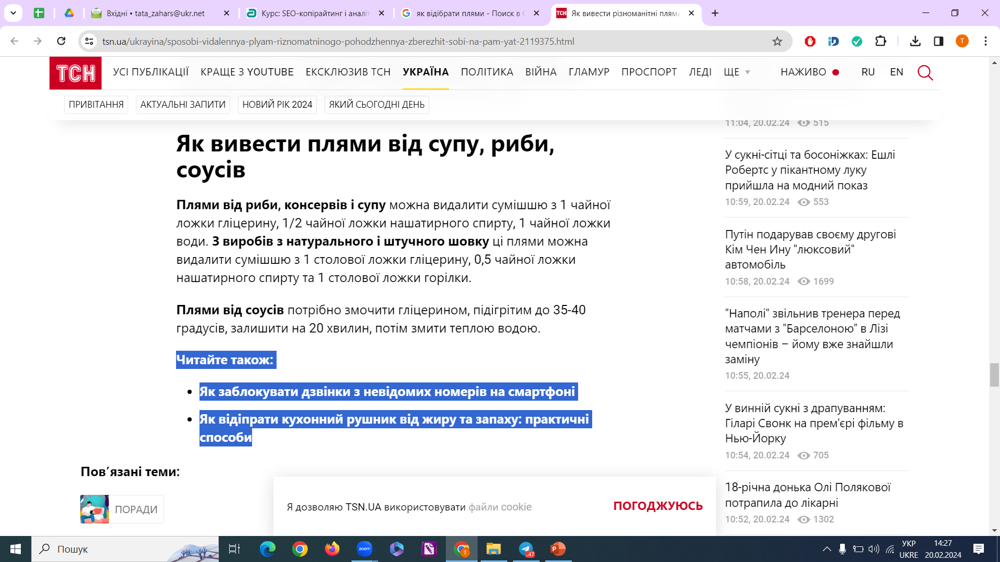 Вхідні • tata_zahars@ukr.net
Курс: SEO-копірайтинг і аналіт
як відібрати плями - Поиск в G
Як вивести різноманітні плями
tsn.ua/ukrayina/sposobi-vidalennya-plyam-riznomatninogo-pohodzhennya-zberezhit-sobi-na-pam-yat-2119375.html
T
ТСН
УСІ ПУБЛІКАЦІЇ КРАЩЕ З YOUTUBE ЕКСКЛЮЗИВ ТСН УКРАЇНА ПОЛІТИКА ВІЙНА ГЛАМУР ПРОСПОРТ ЛЕДІ ЩЕ НАЖИВО RU EN
ПРИВІТАННЯ АКТУАЛЬНІ ЗАПИТИ НОВИЙ РІК 2024 ЯКИЙ СЬОГОДНІ ДЕНЬ
Як вивести плями від супу, риби,
соусів
Плями від риби, консервів і супу можна видалити сумішшю з 1 чайної
ложки гліцерину, 1/2 чайної ложки нашатирного спирту, 1 чайної ложки
води. З виробів з натурального і штучного шовку ці плями можна
видалити сумішшю з 1 столової ложки гліцерину, 0,5 чайної ложки
нашатирного спирту та 1 столової ложки горілки.
Плями від соусів потрібно змочити гліцерином, підігрітим до 35-40
градусів, залишити на 20 хвилин, потім змити теплою водою.
Читайте також:
Як заблокувати дзвінки з невідомих номерів на смартфоні
Як відіпрати кухонний рушник від жиру та запаху: практичні
способи
Пов’язані теми:
ПОРАДИ
11:04, 20.02.24 515
У сукні-сітці та босоніжках: Ешлі
Робертс у пікантному луку
прийшла на модний показ
10:59, 20.02.24 553
Путін подарував своєму другові
Кім Чен Ину "люксовий"
автомобіль
10:58, 20.02.24 1699
"Наполі" звільнив тренера перед
матчами з "Барселоною" в Лізі
чемпіонів – йому вже знайшли
заміну
10:55, 20.02.24
У винній сукні з драпуванням:
Гіларі Свонк на прем'єрі фільму в
Нью-Йорку
10:54, 20.02.24 705
18-річна донька Олі Полякової
потрапила до лікарні
10:52, 20.02.24 1302
Я дозволяю TSN.UA використовувати файли cookie
ПОГОДЖУЮСЬ
Пошук
zoom
T
..47
P
УКР
UKRE
14:27
20.02.2024